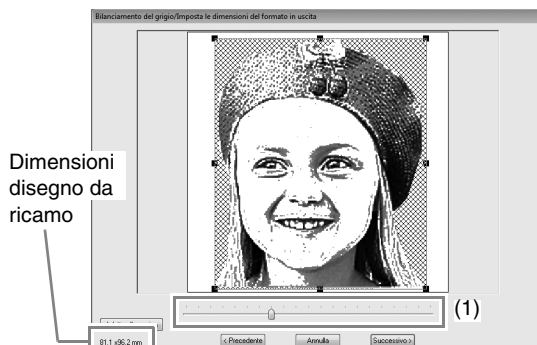 Bilanciamento del grigio/Imposta le dimensioni del formato in uscita
Dimensioni
disegno da
ricamo
(1)
81.1 x96.2 mm
< Precedente
Annulla
Successivo >